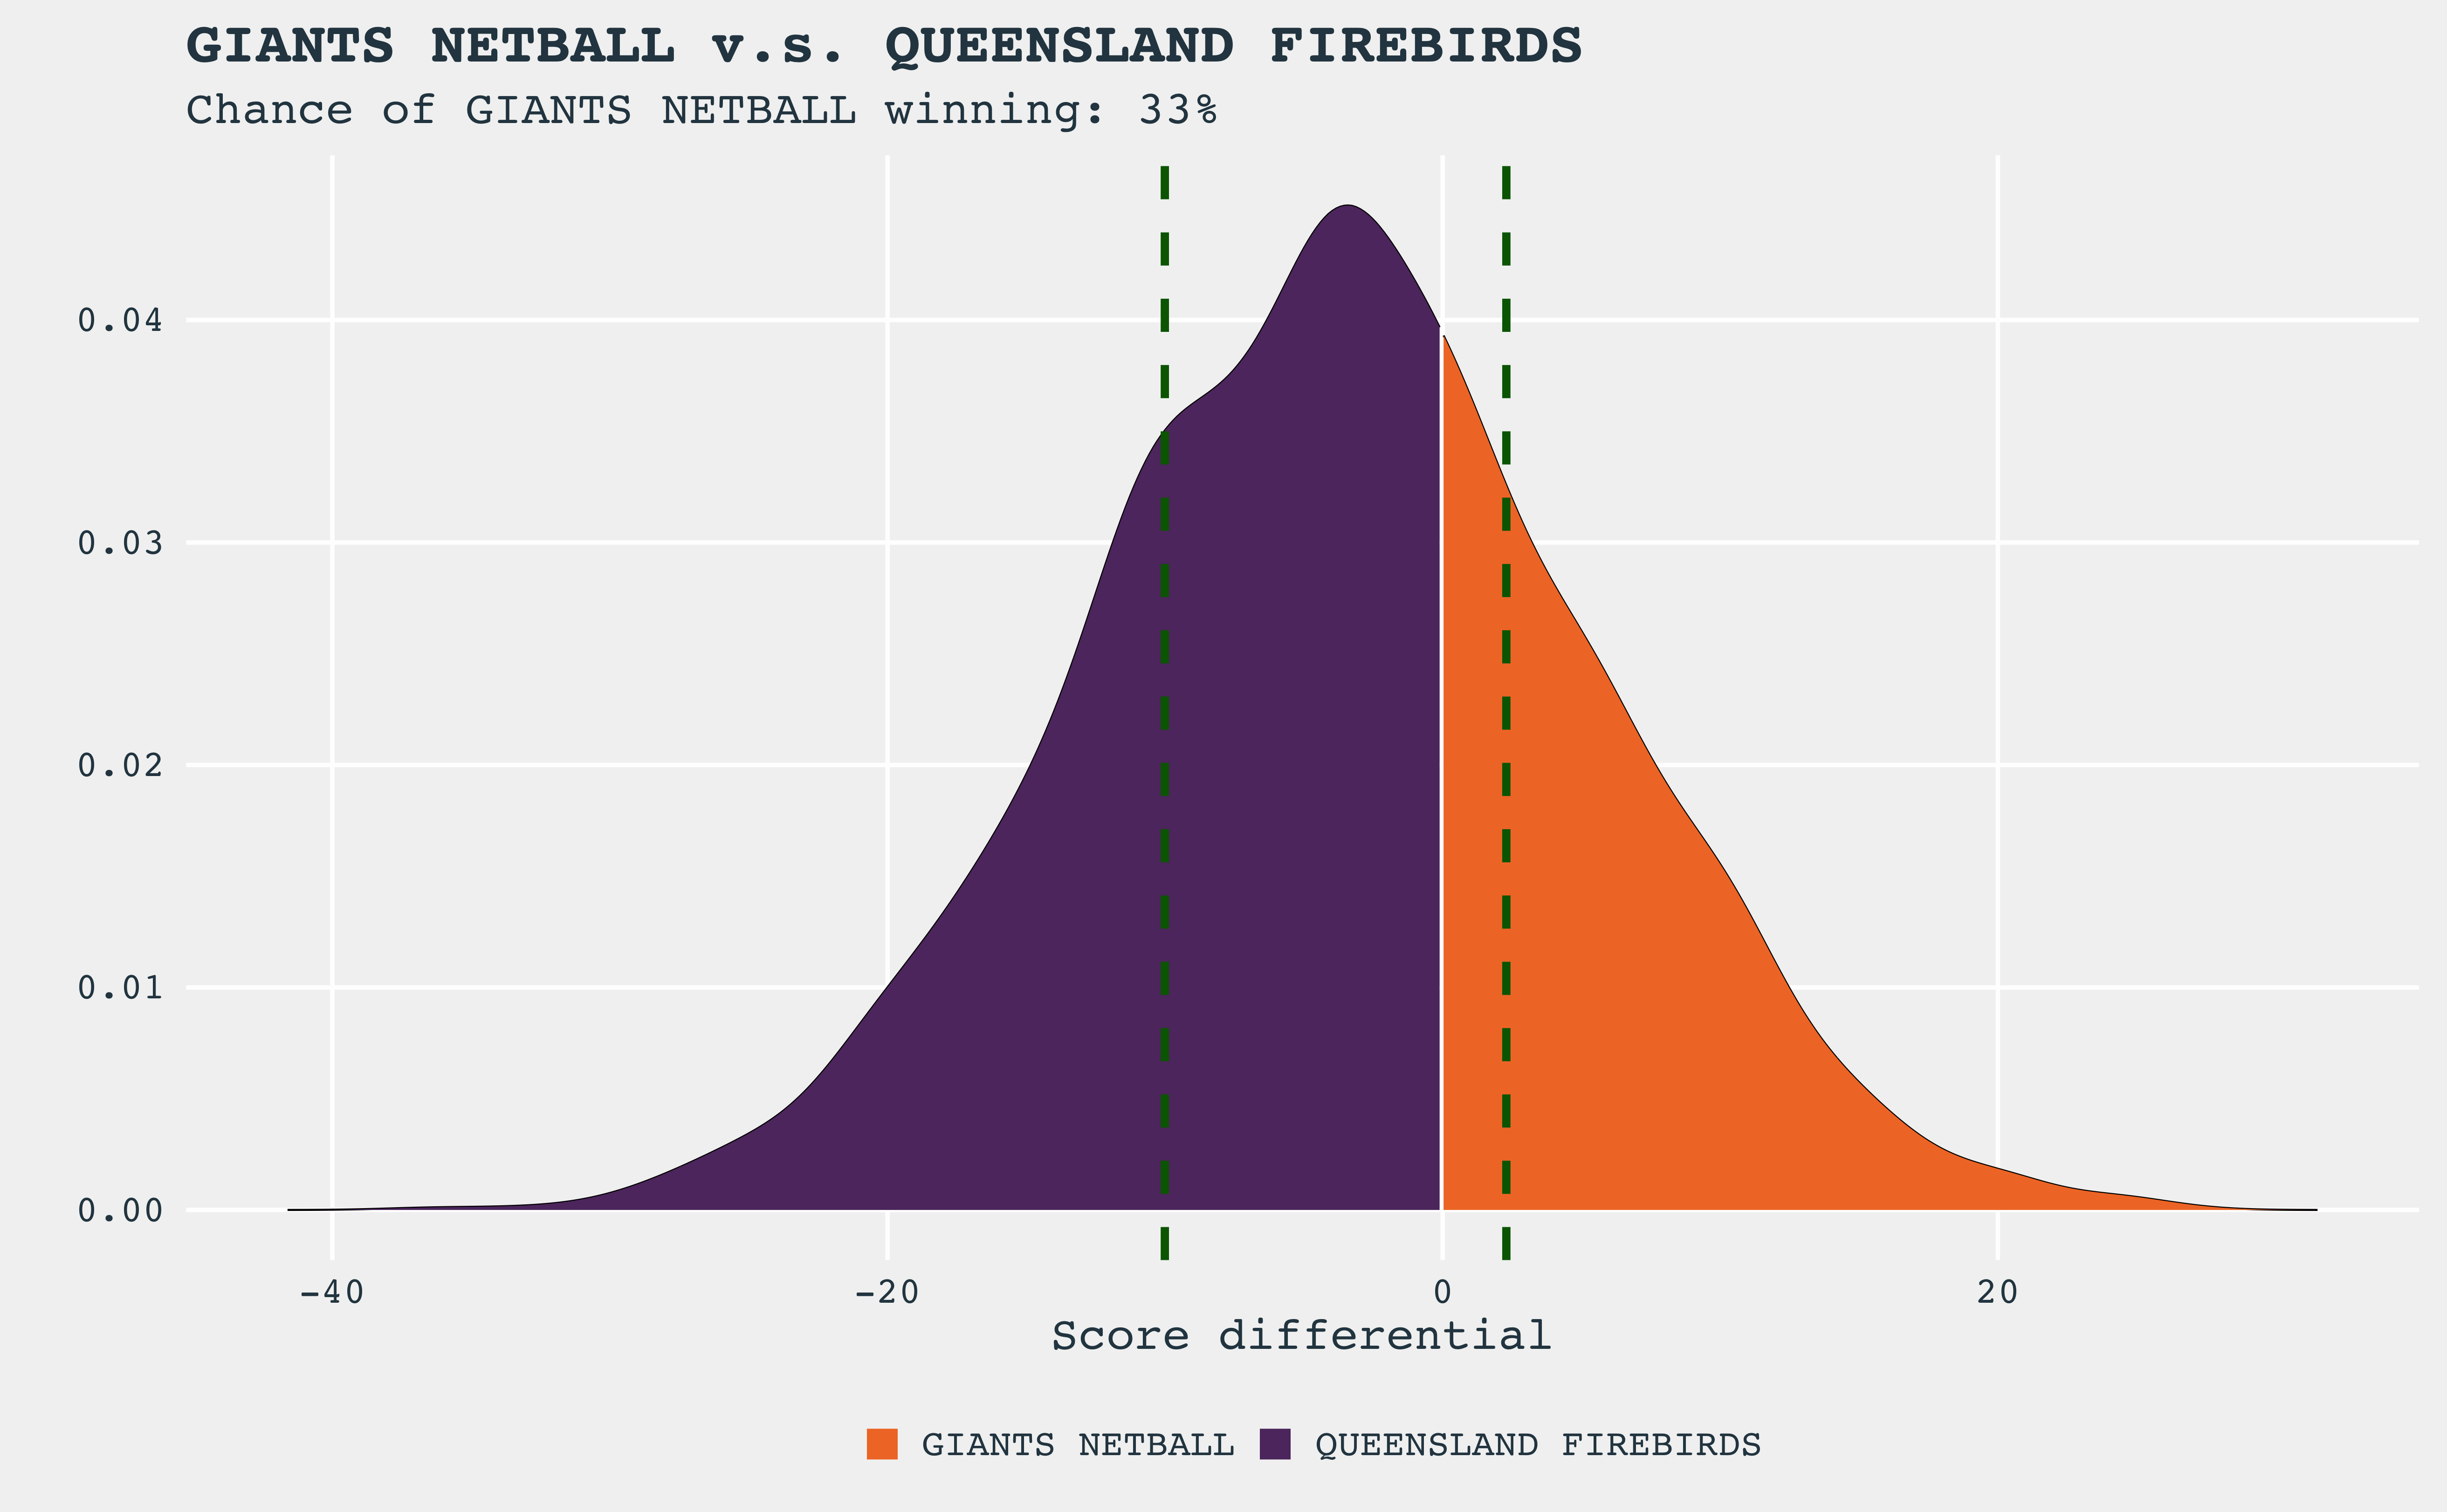 GIANTS NETBALL v.s. QUEENSLAND FIREBIRDS
Chance of GIANTS NETBALL winning: 33%
0.04
0.03
0.02
0.01
0.00
-40 -20 0 20
Score differential
GIANTS NETBALL QUEENSLAND FIREBIRDS